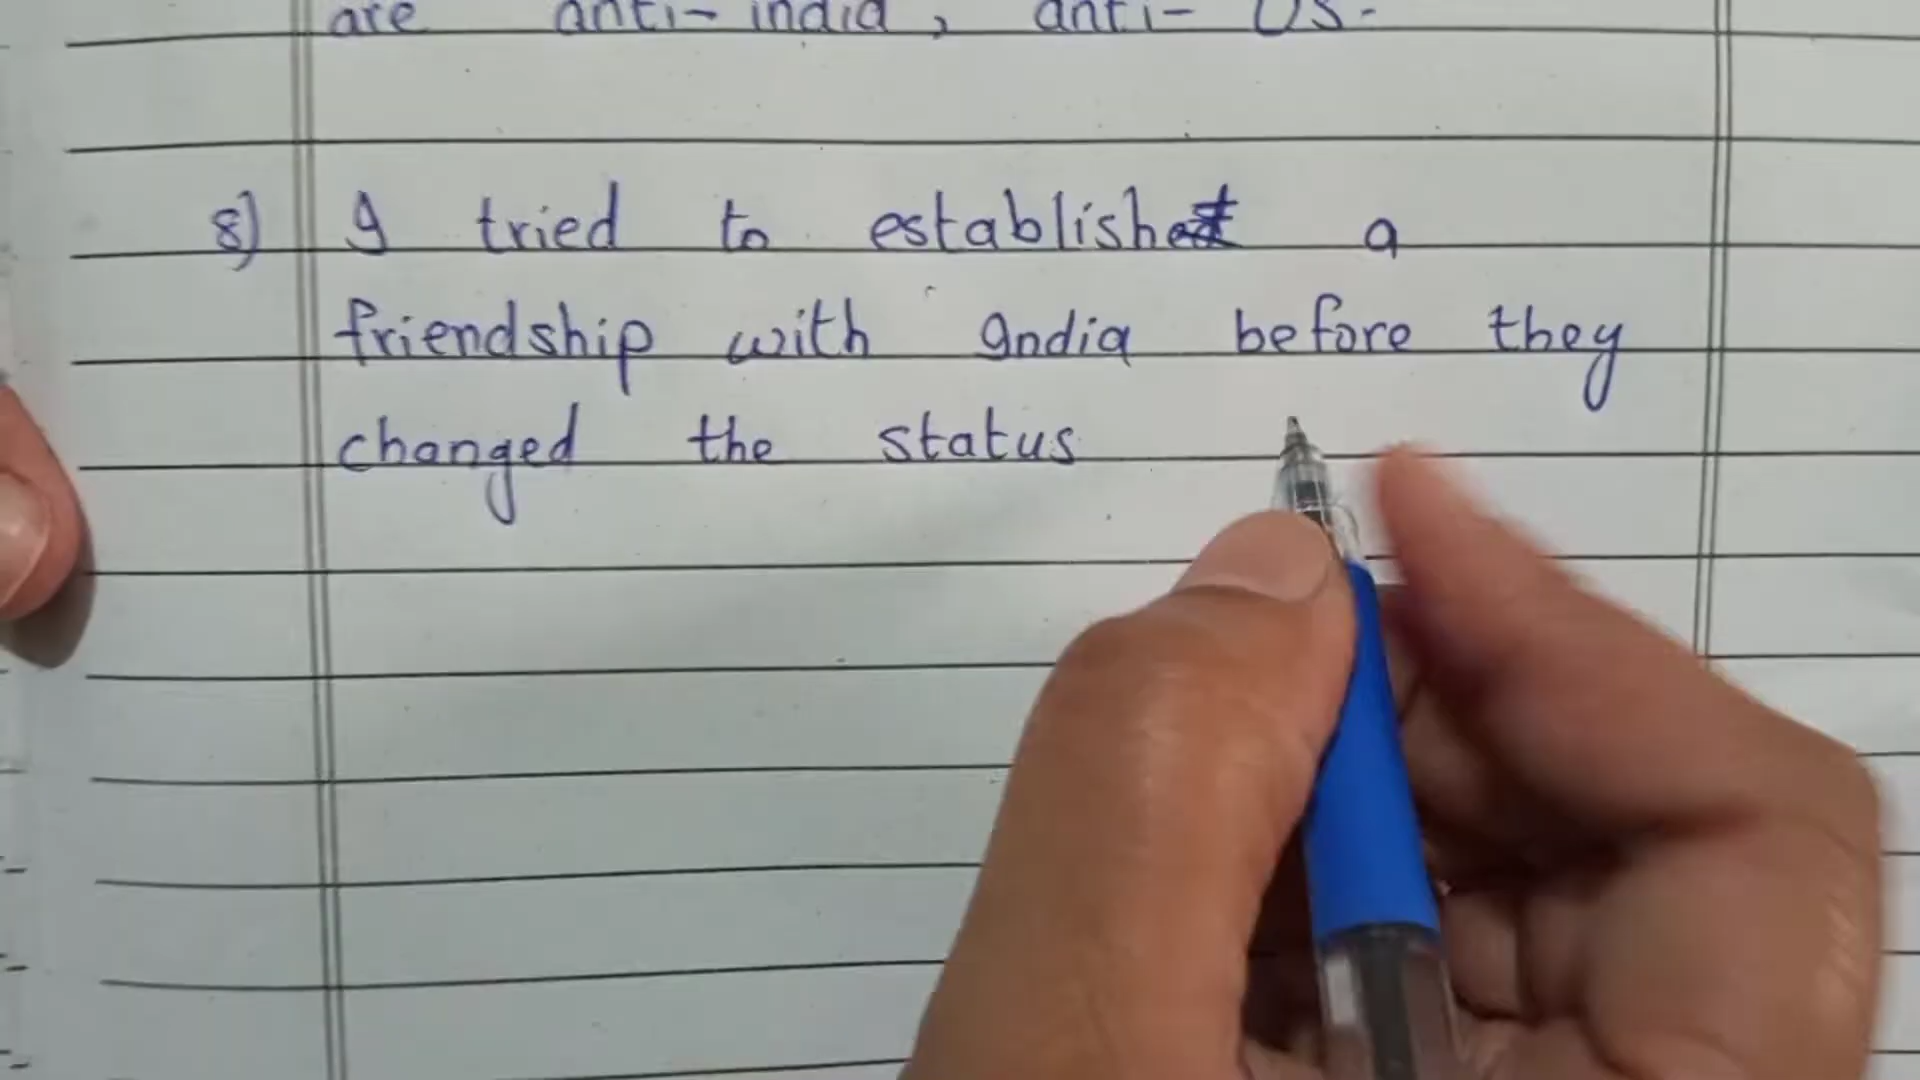 are anti-india, anti-US.
8) I tried to establish a
friendship with India before they
changed the status